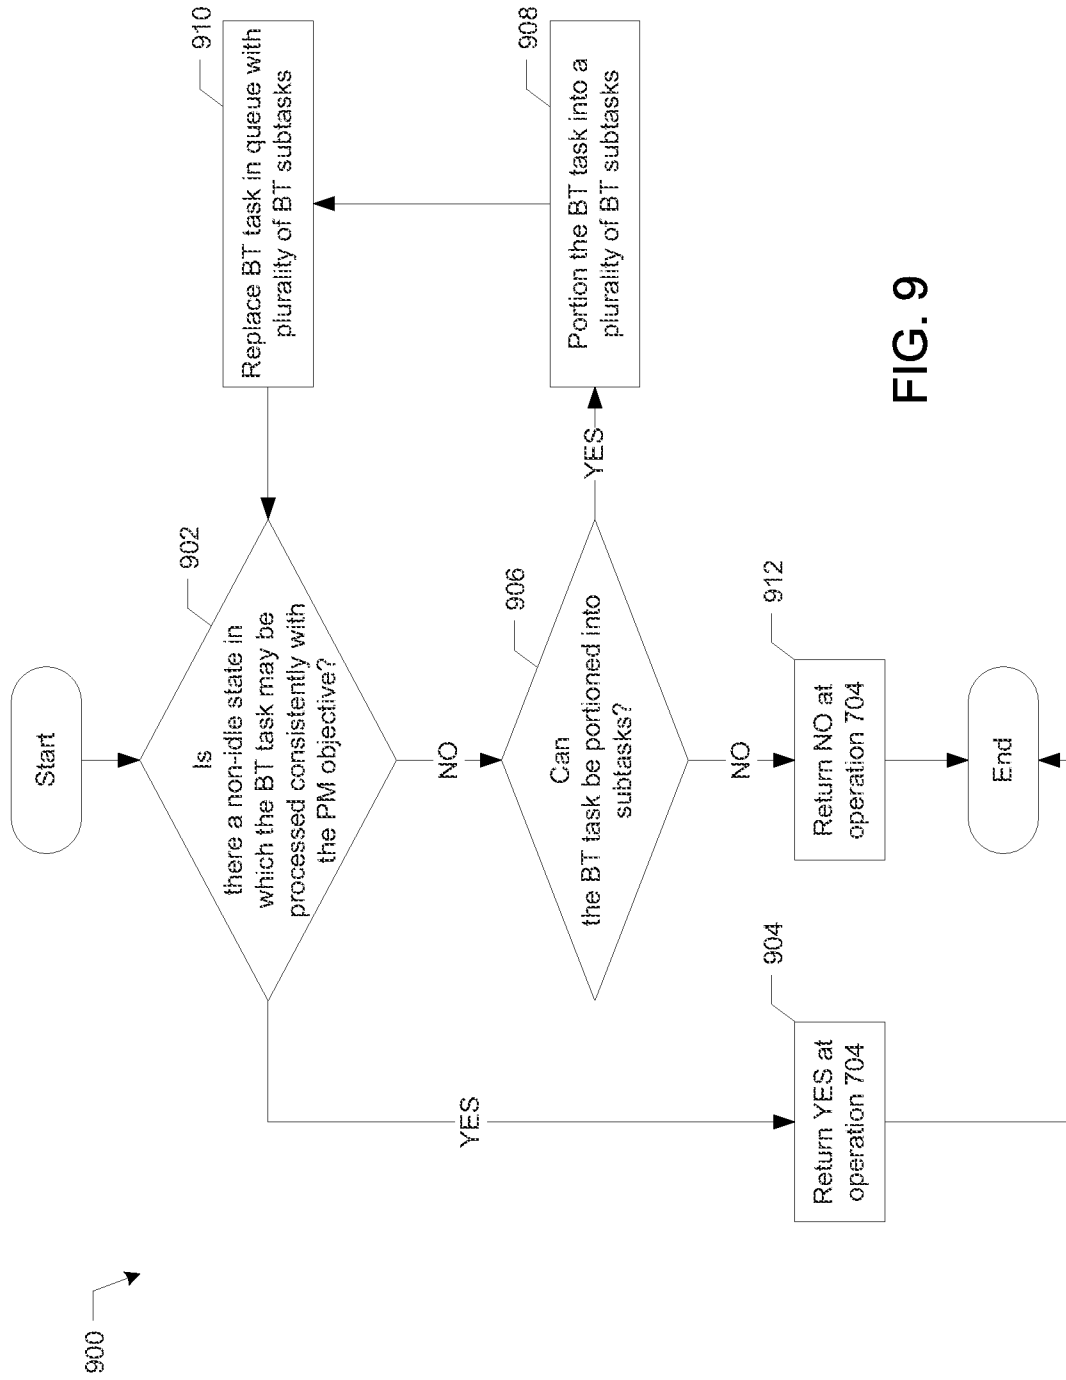 900
Start
902
Is
there a non-idle state in
which the BT task may be
processed consistently with
the PM objective?
910
Replace BT task in queue with
plurality of BT subtasks
NO
YES
906
Can
the BT task be portioned into
subtasks?
YES
908
Portion the BT task into a
plurality of BT subtasks
NO
904
Return YES at
operation 704
912
Return NO at
operation 704
End
FIG. 9